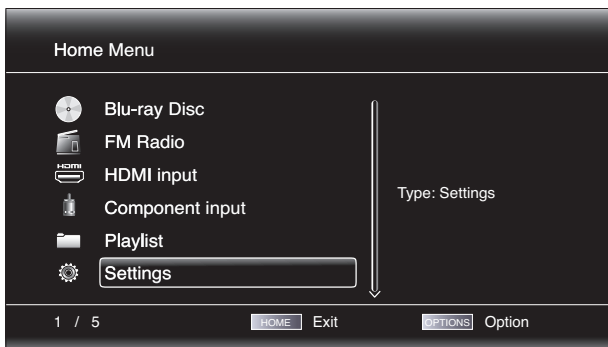 Home Menu
Blu-ray Disc
FM Radio
HDMI
HDMI input
Component input
Type: Settings
Playlist
Settings
1 / 5
HOME Exit
OPTIONS Option